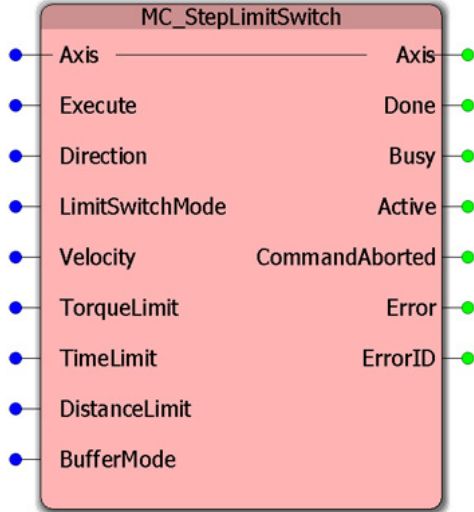 MC_StepLimitSwitch
Axis Axis
Execute Done
Direction Busy
LimitSwitchMode Active
Velocity CommandAborted
TorqueLimit Error
TimeLimit ErrorID
DistanceLimit
BufferMode